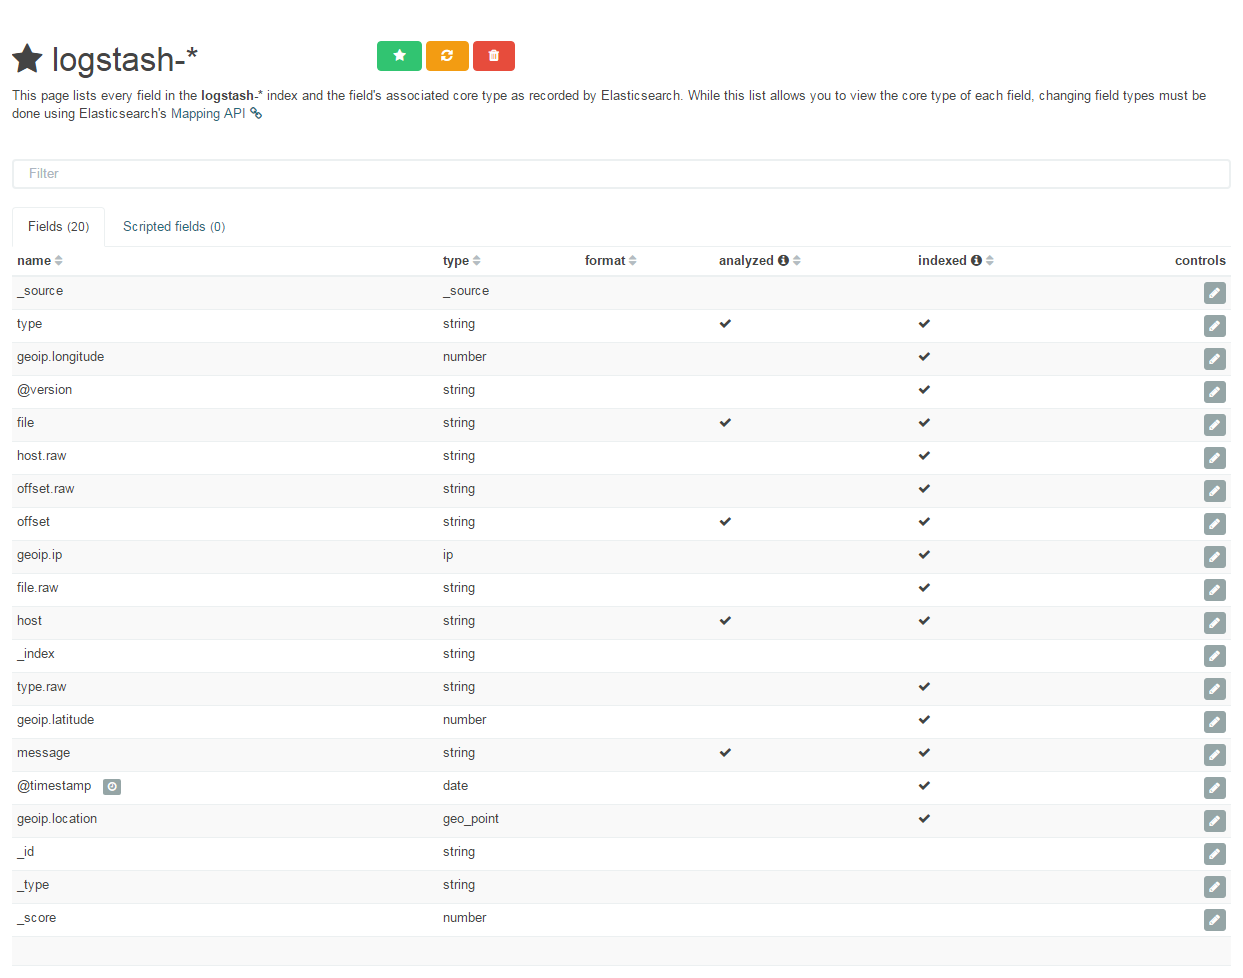 logstash-*
This page lists every field in the logstash-* index and the field's associated core type as recorded by Elasticsearch. While this list allows you to view the core type of each field, changing field types must be
done using Elasticsearch's Mapping API
Filter
Fields (20) Scripted fields (0)
name type format analyzed indexed controls
_source _source
type string
geoip.longitude number
@version string
file string
host.raw string
offset.raw string
offset string
geoip.ip ip
file.raw string
host string
_index string
type.raw string
geoip.latitude number
message string
@timestamp date
geoip.location geo_point
_id string
_type string
_score number